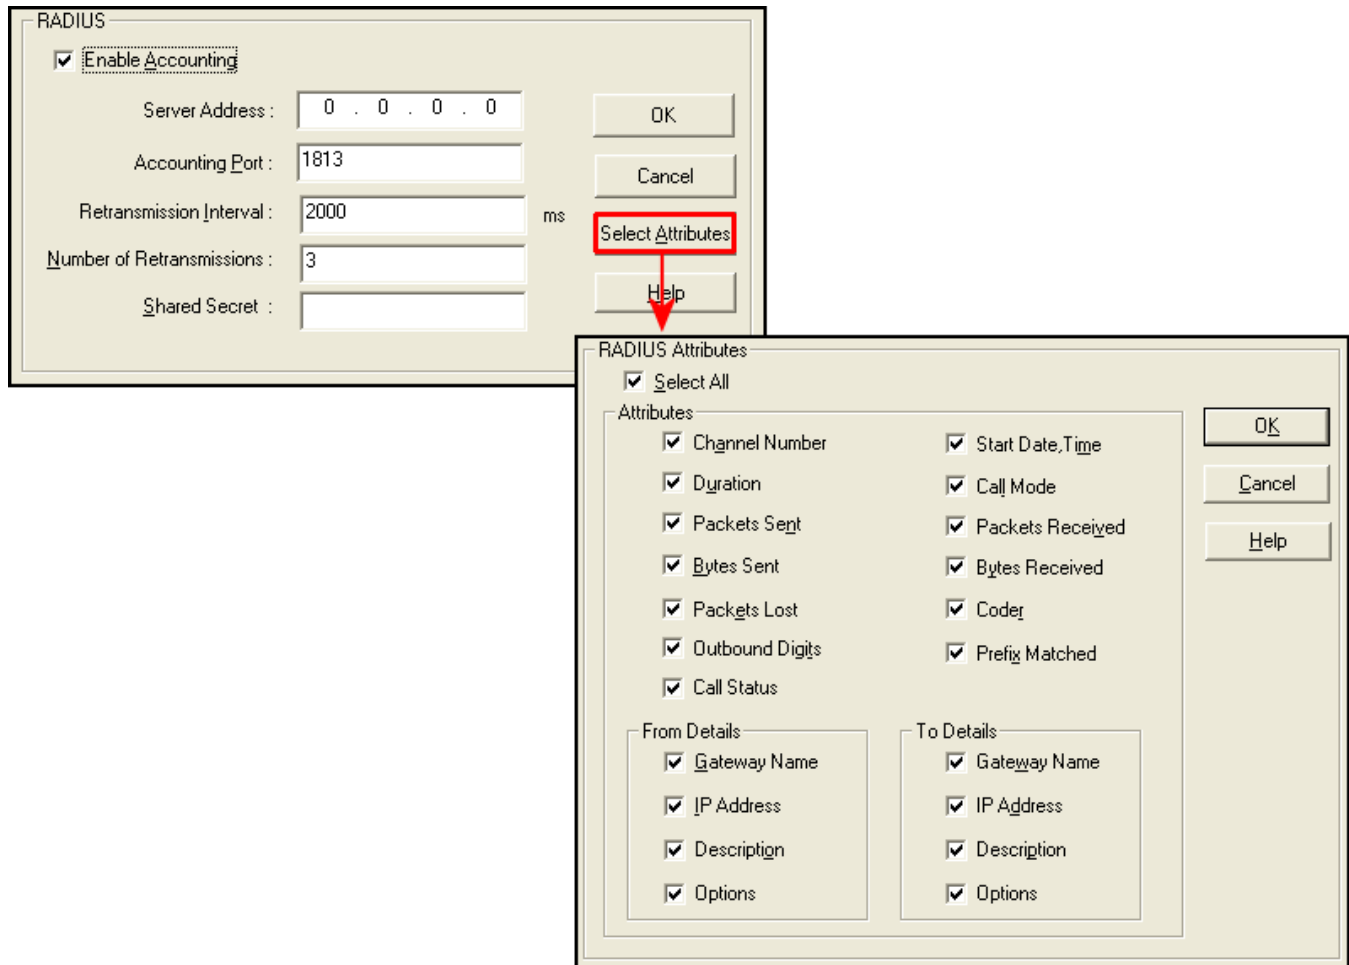 RADIUS
Enable Accounting
Server Address : 0 . 0 . 0 . 0
OK
Accounting Port : 1813
Cancel
Retransmission Interval : 2000 ms
Select Attributes
Number of Retransmissions : 3
Help
Shared Secret :
RADIUS Attributes
Select All
Attributes
Channel Number
Start Date,Time
Duration
Call Mode
Packets Sent
Packets Received
Bytes Sent
Bytes Received
Packets Lost
Coder
Outbound Digits
Prefix Matched
Call Status
From Details
Gateway Name
IP Address
Description
Options
To Details
Gateway Name
IP Address
Description
Options
OK
Cancel
Help